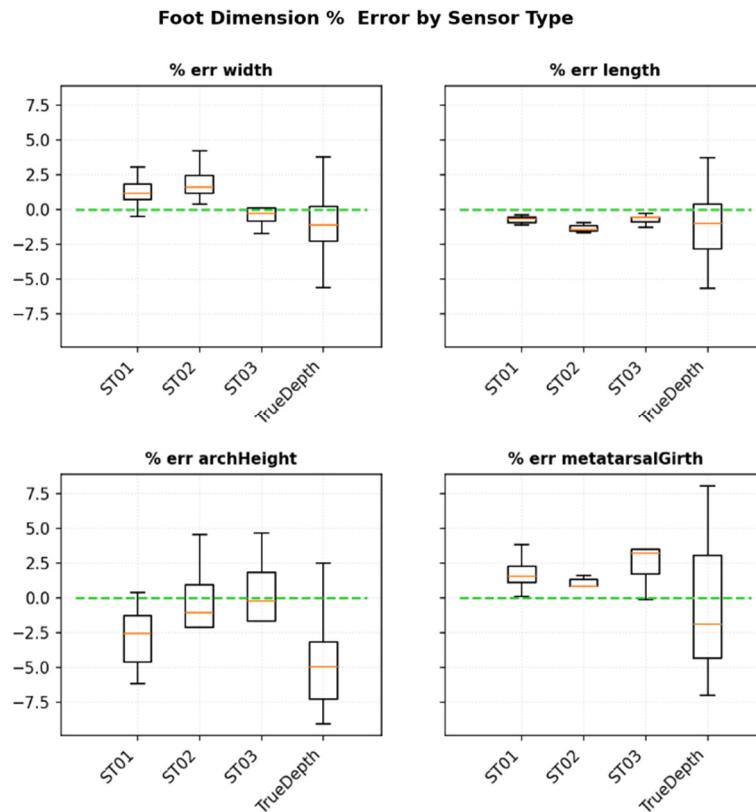 Foot Dimension %  Error by Sensor Type
% err width
% err length
7.5
5.0
2.5
0.0
−2.5
−5.0
−7.5
ST01
ST02
ST03
TrueDepth
ST01
ST02
ST03
TrueDepth
% err archHeight
% err metatarsalGirth
7.5
5.0
2.5
0.0
−2.5
−5.0
−7.5
ST01
ST02
ST03
TrueDepth
ST01
ST02
ST03
TrueDepth